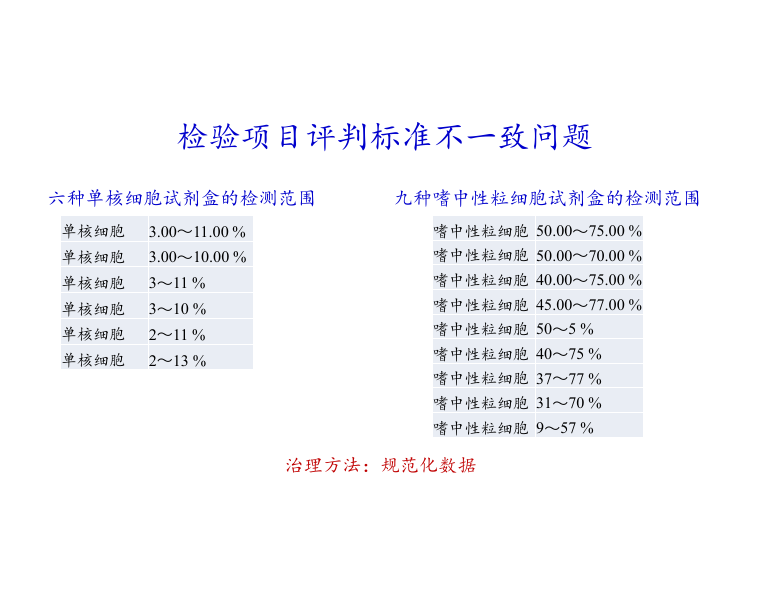 检验项目评判标准不一致问题
六种单核细胞试剂盒的检测范围
单核细胞 3.00～11.00 %
单核细胞 3.00～10.00 %
单核细胞 3～11 %
单核细胞 3～10 %
单核细胞 2～11 %
单核细胞 2～13 %
九种嗜中性粒细胞试剂盒的检测范围
嗜中性粒细胞 50.00～75.00 %
嗜中性粒细胞 50.00～70.00 %
嗜中性粒细胞 40.00～75.00 %
嗜中性粒细胞 45.00～77.00 %
嗜中性粒细胞 50～5 %
嗜中性粒细胞 40～75 %
嗜中性粒细胞 37～77 %
嗜中性粒细胞 31～70 %
嗜中性粒细胞 9～57 %
治理方法：规范化数据